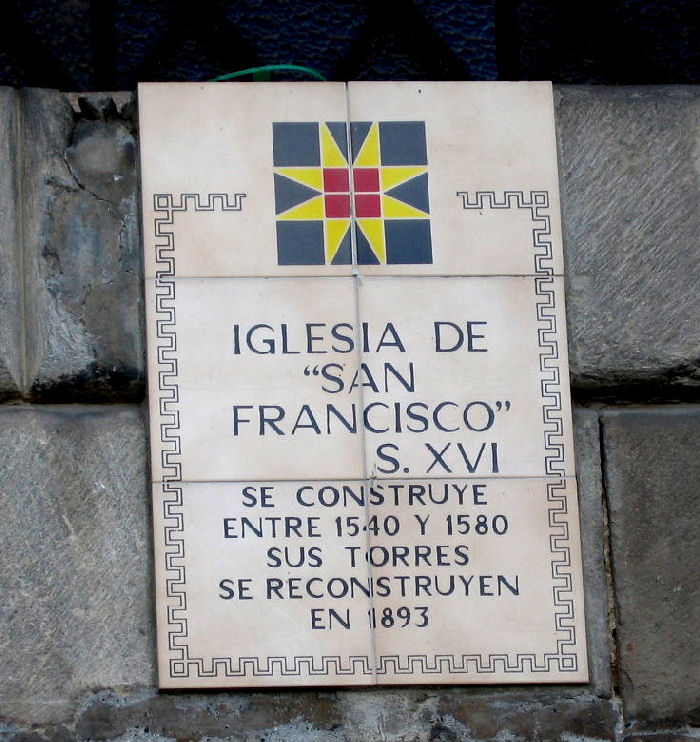 IGLESIA DE
“SAN
FRANCISCO”
S. XVI
SE CONSTRUYE
ENTRE 1540 Y 1580
SUS TORRES
SE RECONSTRUYEN
EN 1893